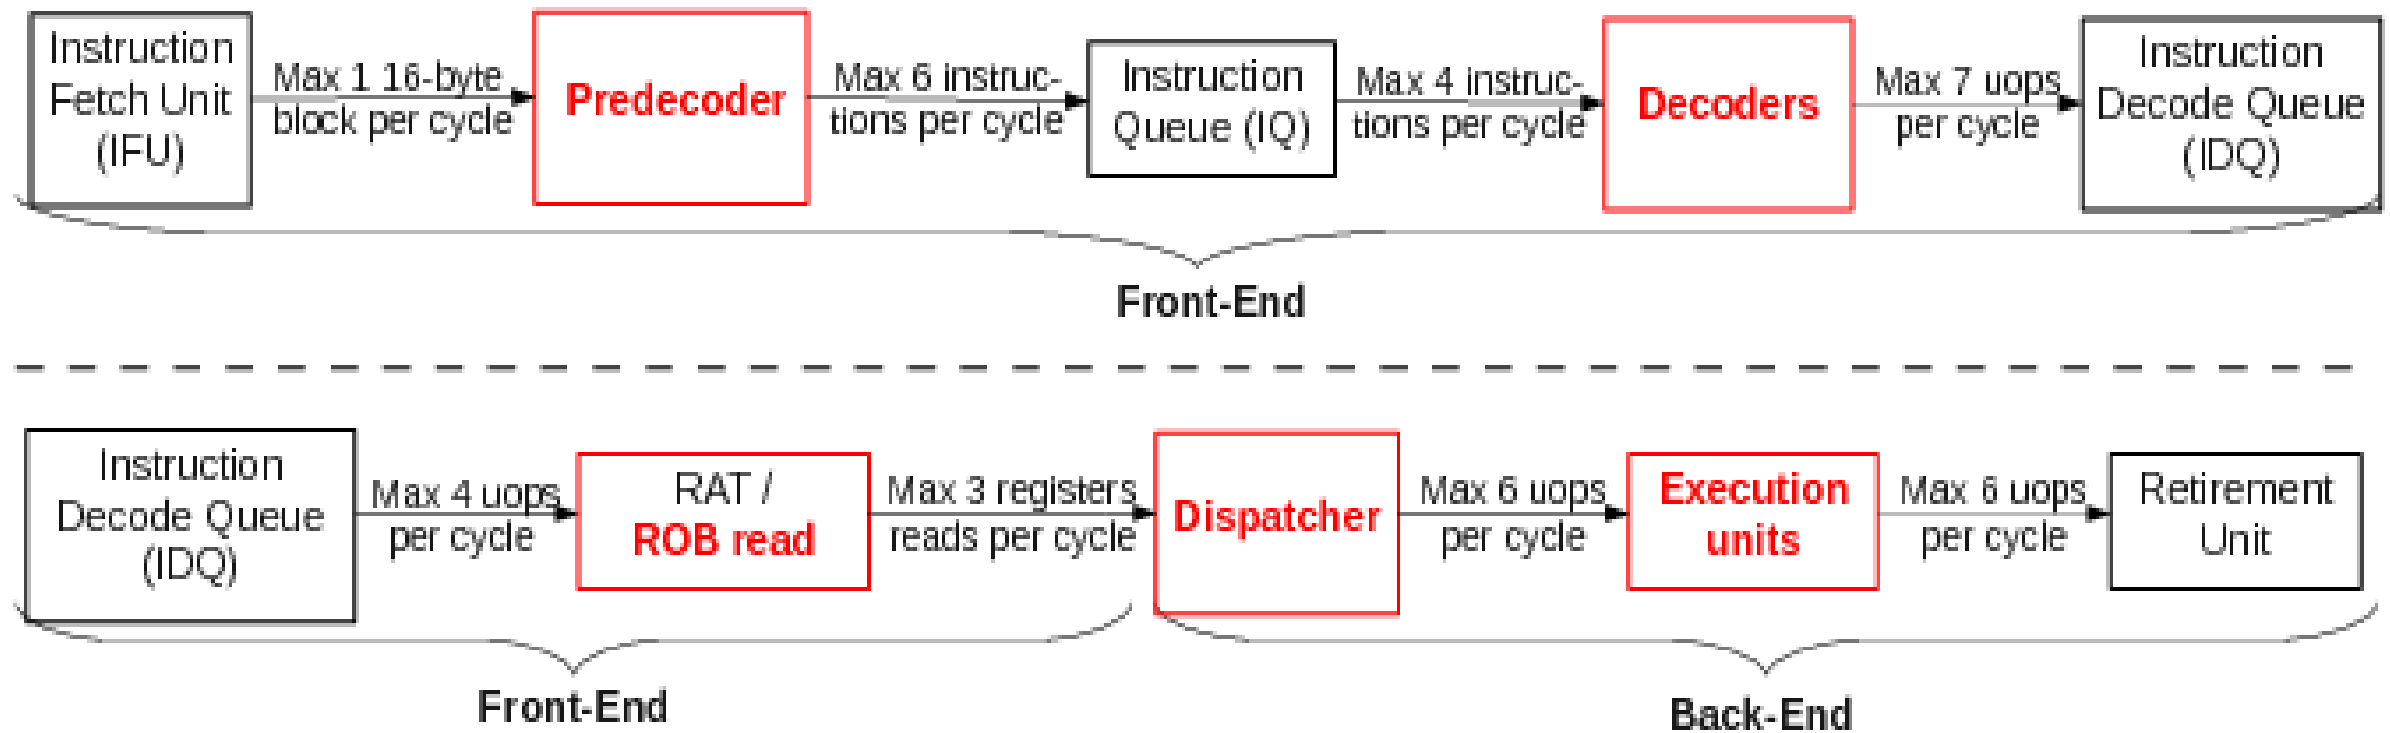 Instruction
Fetch Unit
(IFU)
Max 1 16-byte
block per cycle
Predecoder
Max 6 instruc-
tions per cycle
Instruction
Queue (IQ)
Max 4 instruc-
tions per cycle
Decoders
Max 7 uops
per cycle
Instruction
Decode Queue
(IDQ)
Front-End
Instruction
Decode Queue
(IDQ)
Max 4 uops
per cycle
RAT /
ROB read
Max 3 registers
reads per cycle
Dispatcher
Max 6 uops
per cycle
Execution
units
Max 6 uops
per cycle
Retirement
Unit
Front-End
Back-End